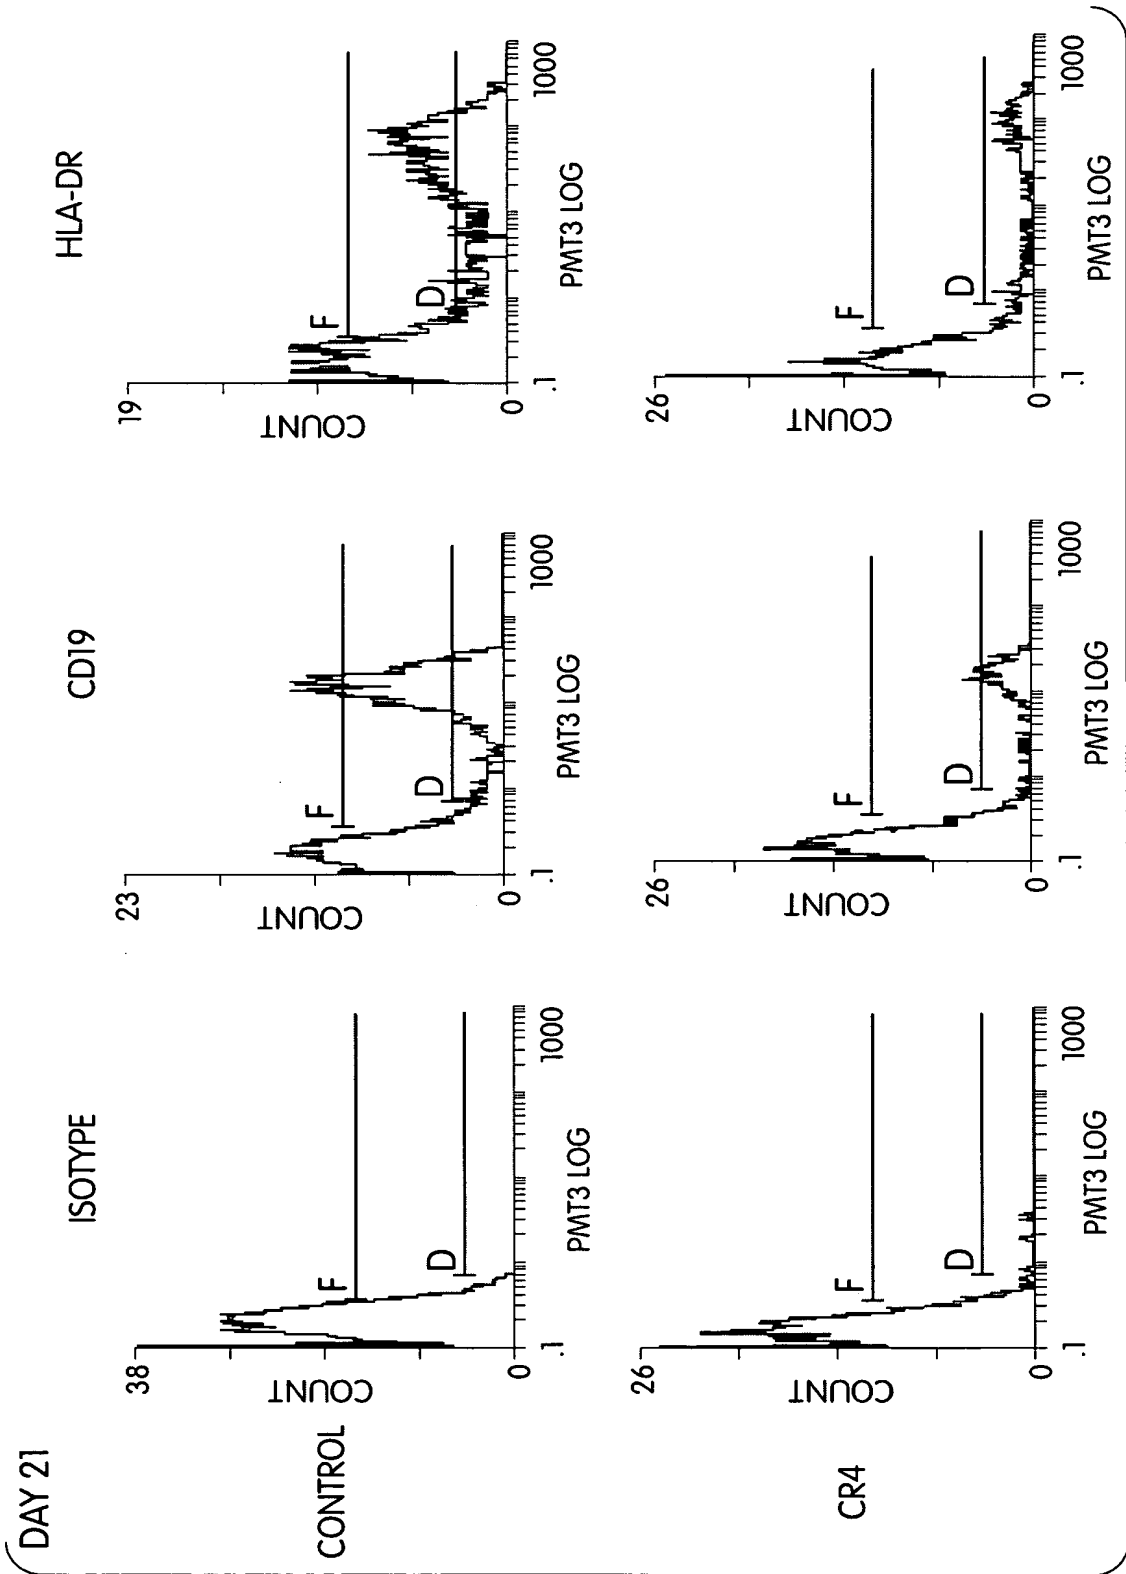 DAY 21
ISOTYPE
CD19
HLA-DR
CONTROL
38
COUNT
0
F
D
.1
1000
PMT3 LOG
23
COUNT
0
F
D
.1
1000
PMT3 LOG
19
COUNT
0
F
D
.1
1000
PMT3 LOG
CR4
26
COUNT
0
F
D
.1
1000
PMT3 LOG
26
COUNT
0
F
D
.1
1000
PMT3 LOG
26
COUNT
0
F
D
.1
1000
PMT3 LOG